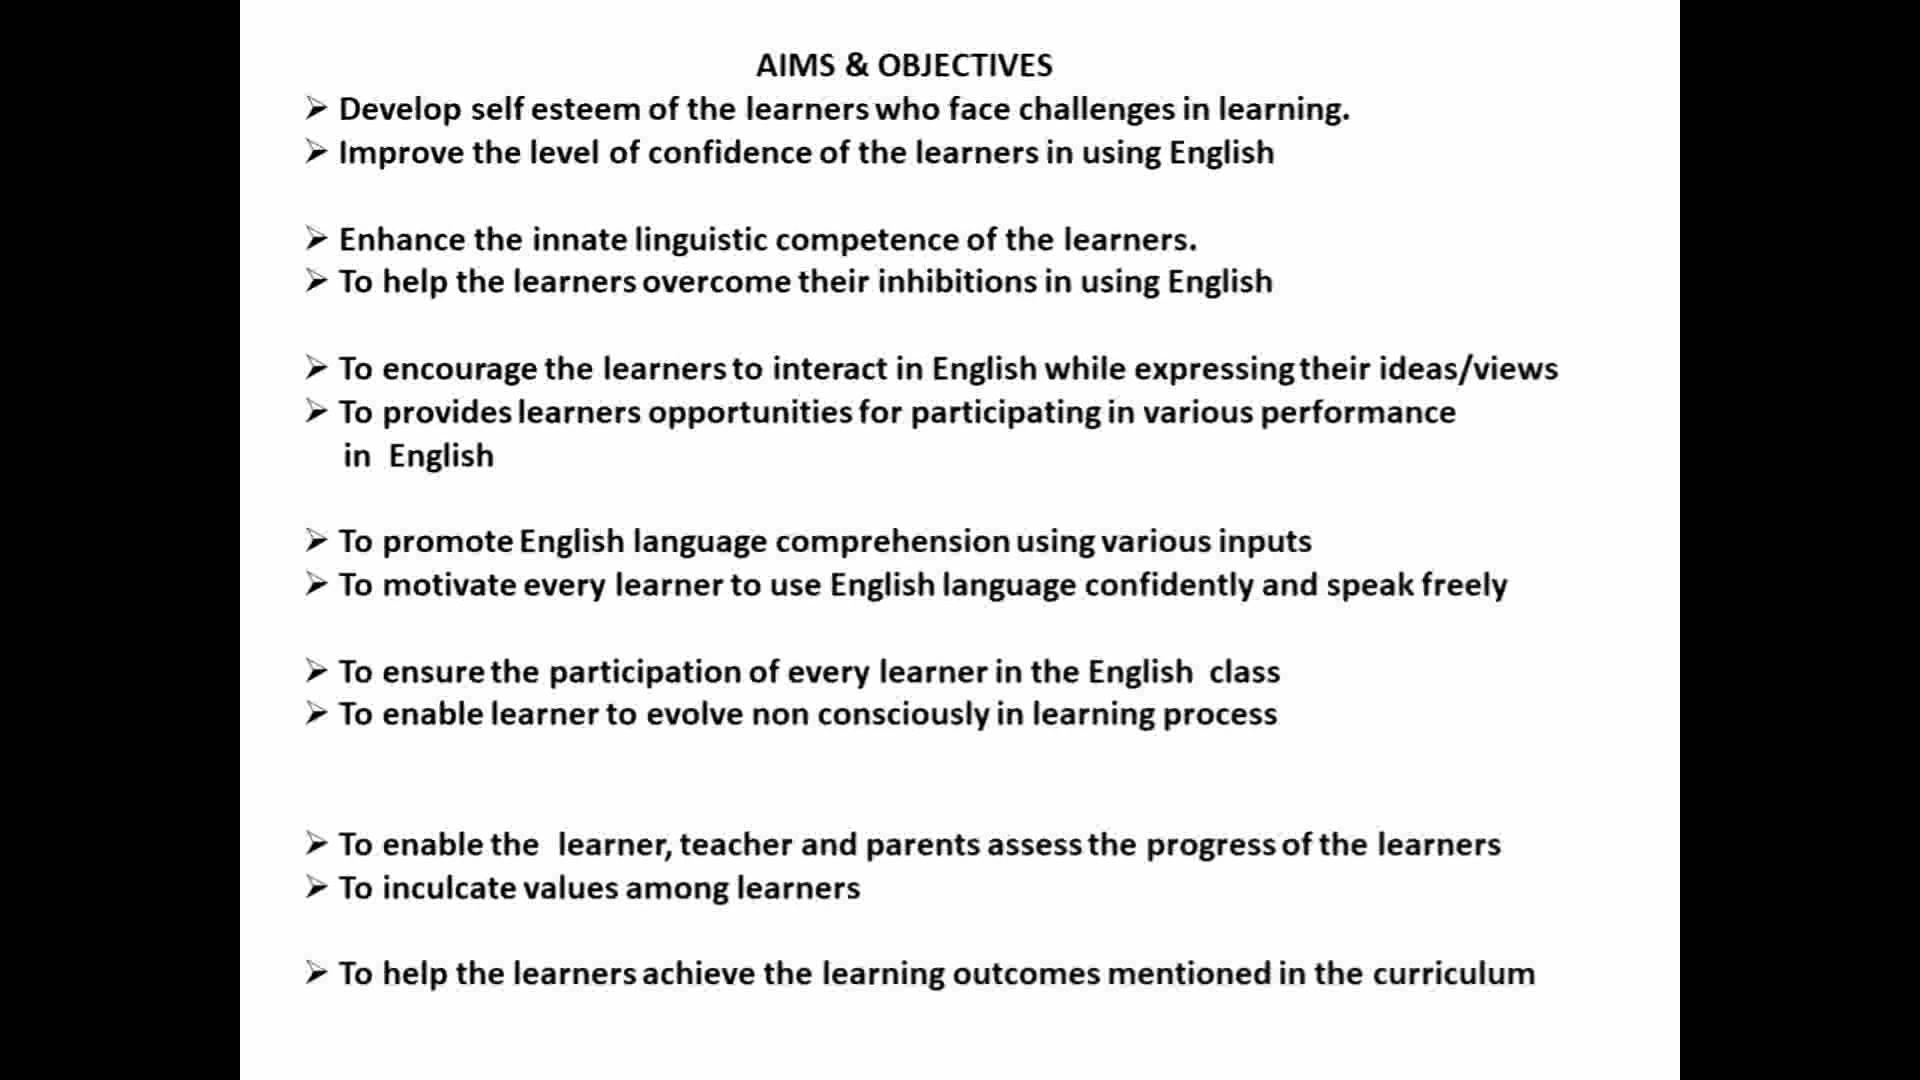 AIMS & OBJECTIVES
➢ Develop self esteem of the learners who face challenges in learning.
➢ Improve the level of confidence of the learners in using English
➢ Enhance the innate linguistic competence of the learners.
➢ To help the learners overcome their inhibitions in using English
➢ To encourage the learners to interact in English while expressing their ideas/views
➢ To provides learners opportunities for participating in various performance
in English
➢ To promote English language comprehension using various inputs
➢ To motivate every learner to use English language confidently and speak freely
➢ To ensure the participation of every learner in the English class
➢ To enable learner to evolve non consciously in learning process
➢ To enable the learner, teacher and parents assess the progress of the learners
➢ To inculcate values among learners
➢ To help the learners achieve the learning outcomes mentioned in the curriculum